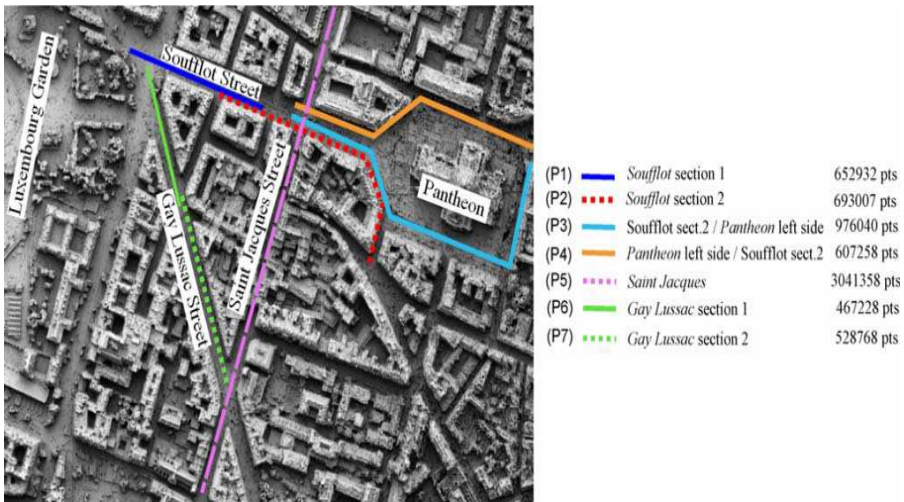 Luxembourg Garden
Soufflot Street
Gay Lussac Street
Saint Jacques Street
Pantheon
(P1) Soufflot section 1 652932 pts
(P2) Soufflot section 2 693007 pts
(P3) Soufflot sect.2 / Pantheon left side 976040 pts
(P4) Pantheon left side / Soufflot sect.2 607258 pts
(P5) Saint Jacques 3041358 pts
(P6) Gay Lussac section 1 467228 pts
(P7) Gay Lussac section 2 528768 pts